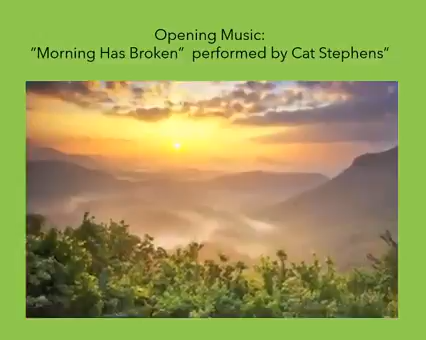 Opening Music:
"Morning Has Broken"  performed by Cat Stephens"